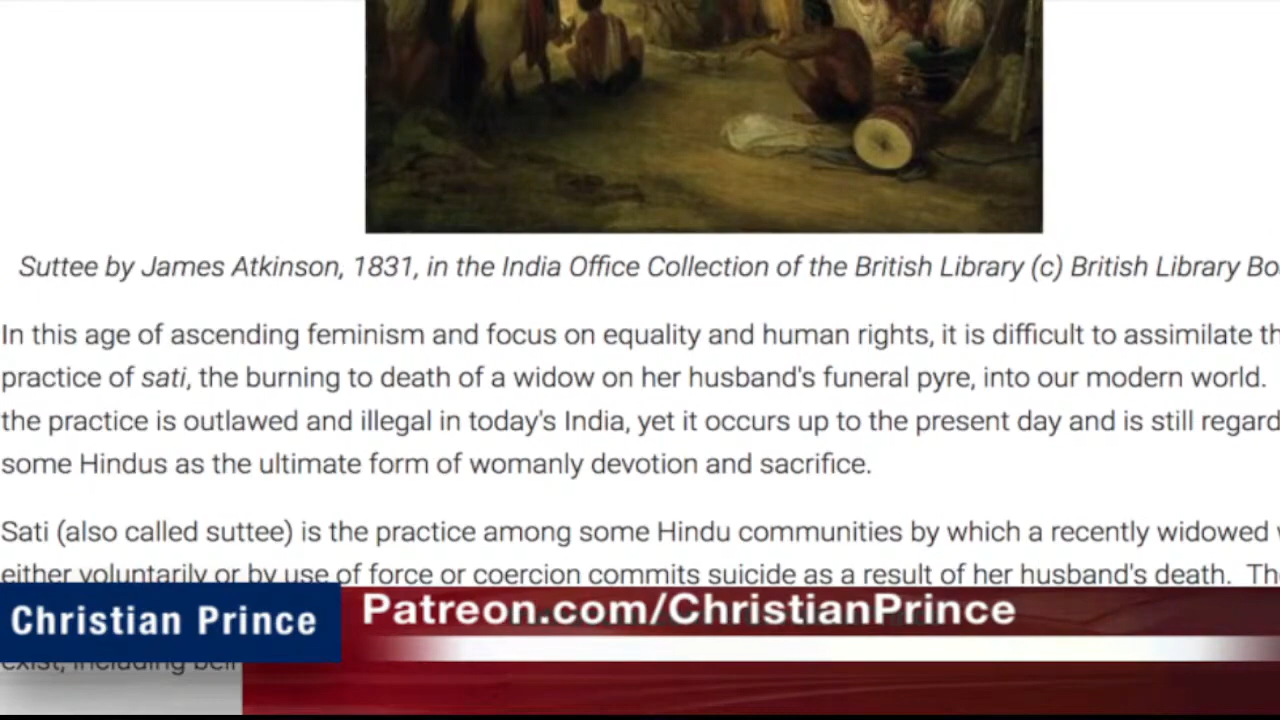 Suttee by James Atkinson, 1831, in the India Office Collection of the British Library (c) British Library
In this age of ascending feminism and focus on equality and human rights, it is difficult to assimilate
practice of sati, the burning to death of a widow on her husband's funeral pyre, into our modern world.
the practice is outlawed and illegal in today's India, yet it occurs up to the present day and is still
some Hindus as the ultimate form of womanly devotion and sacrifice.
Sati (also called suttee) is the practice among some Hindu communities by which a recently widowed
either voluntarily or by use of force or coercion commits suicide as a result of her husband's death.
Christian Prince
Patreon.com/ChristianPrince
exist, including